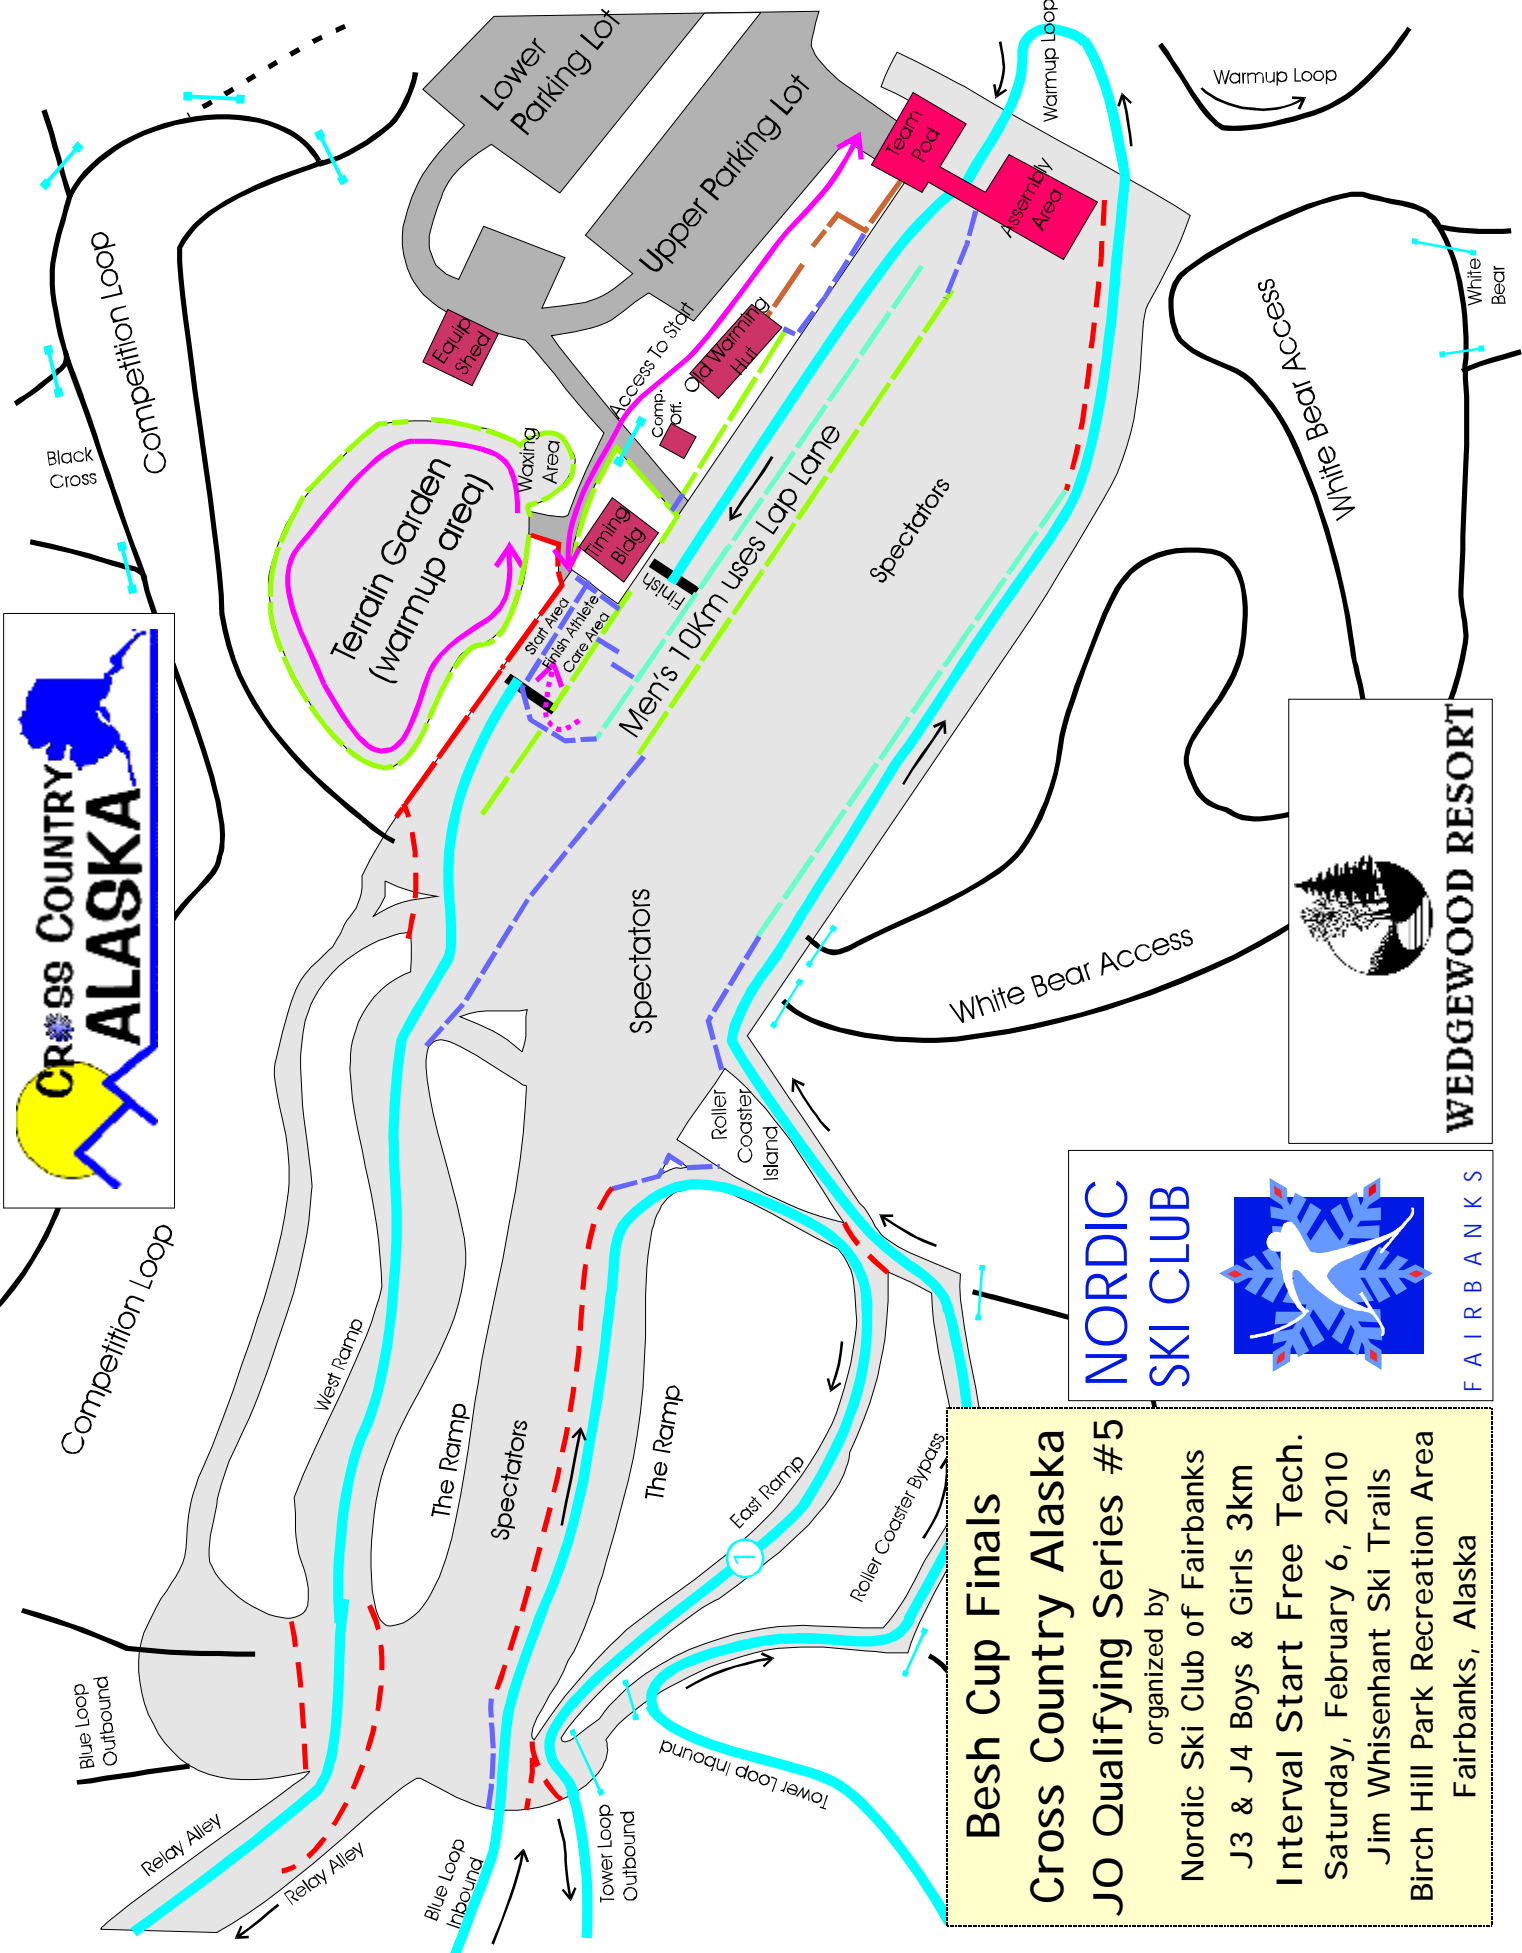 Lower
Parking Lot
Upper Parking Lot
Warmup Loop
Warmup Loop
Team
Pod
Assembly
Area
Competition Loop
Black
Cross
Equip
Shed
Access To Start
Old Warming
Hut
Comp.
Off.
Waxing
Area
Terrain Garden
(warmup area)
Timing
Bldg
Finish
Start Area
Finish Athlete
Care Area
Men's 10Km uses Lap Lane
Spectators
White Bear Access
White
Bear
CROSS COUNTRY
ALASKA
Spectators
White Bear Access
WEDGEWOOD RESORT
Roller
Coaster
Island
Competition Loop
West Ramp
The Ramp
Spectators
The Ramp
East Ramp
1
Roller Coaster Bypass
NORDIC
SKI CLUB
FAIRBANKS
Blue Loop
Outbound
Relay Alley
Relay Alley
Blue Loop
Inbound
Tower Loop
Outbound
Tower Loop Inbound
Besh Cup Finals
Cross Country Alaska
JO Qualifying Series #5
organized by
Nordic Ski Club of Fairbanks
J3 & J4 Boys & Girls 3km
Interval Start Free Tech.
Saturday, February 6, 2010
Jim Whisenhant Ski Trails
Birch Hill Park Recreation Area
Fairbanks, Alaska